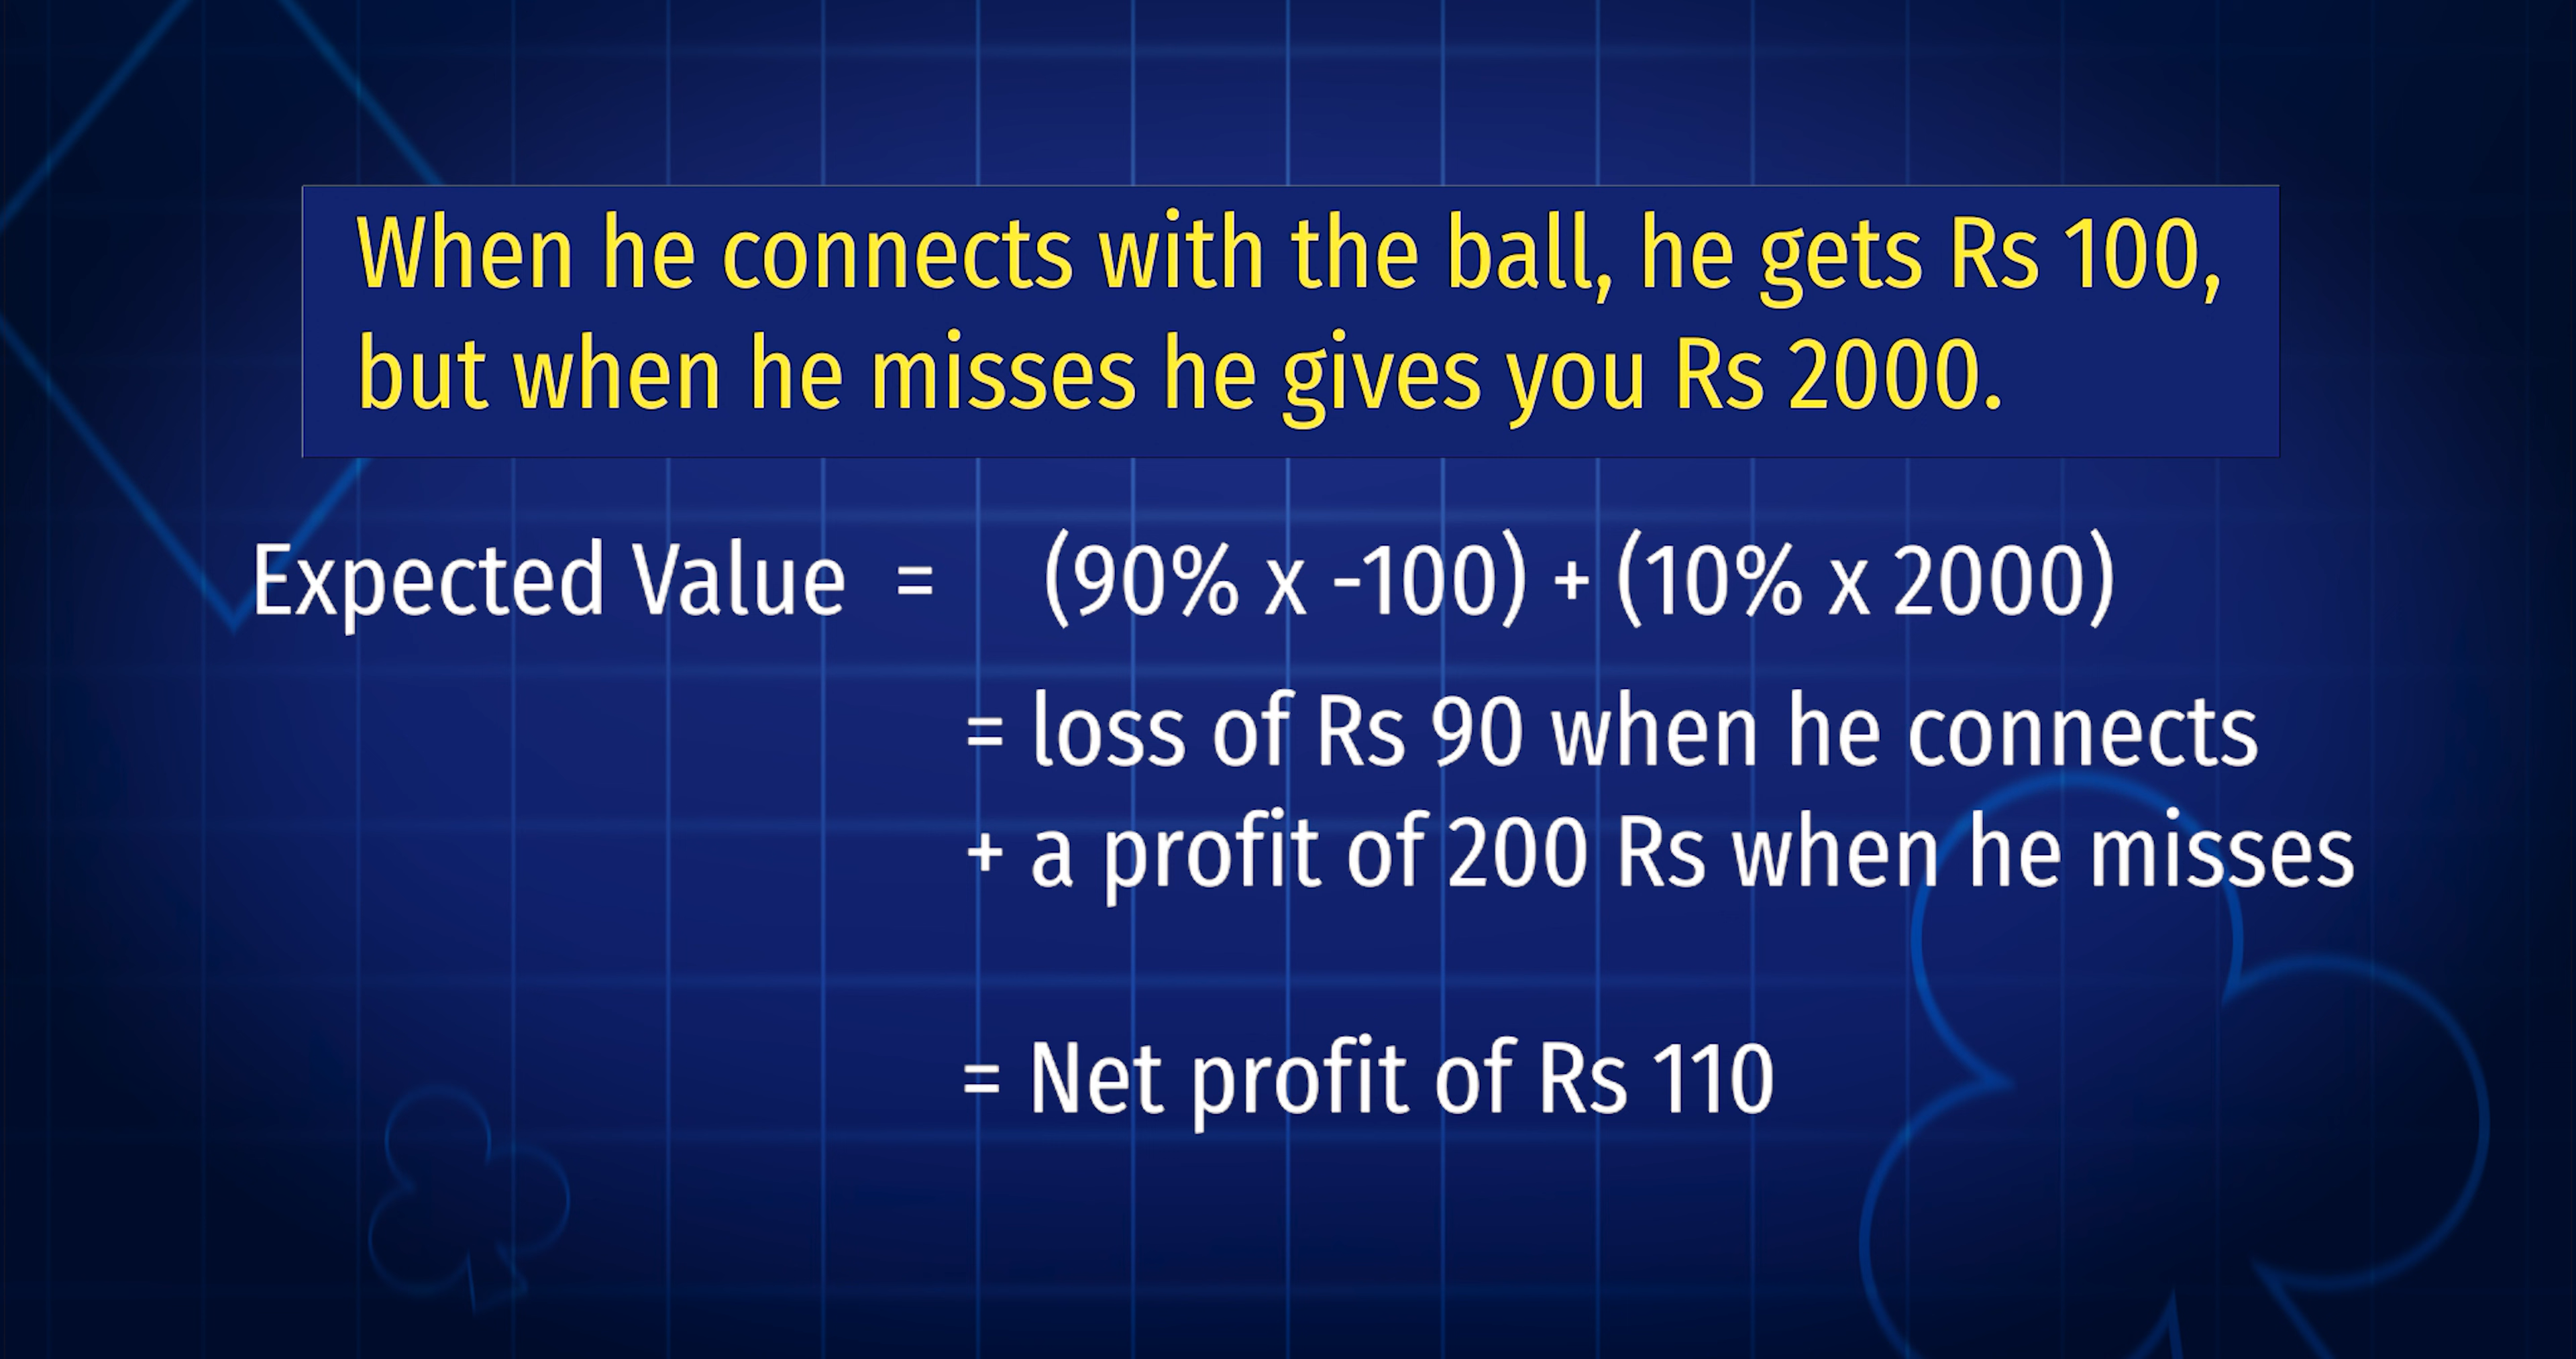 When he connects with the ball, he gets Rs 100,
but when he misses he gives you Rs 2000.
Expected Value = (90% x -100) + (10% x 2000)
= loss of Rs 90 when he connects
+ a profit of 200 Rs when he misses
= Net profit of Rs 110